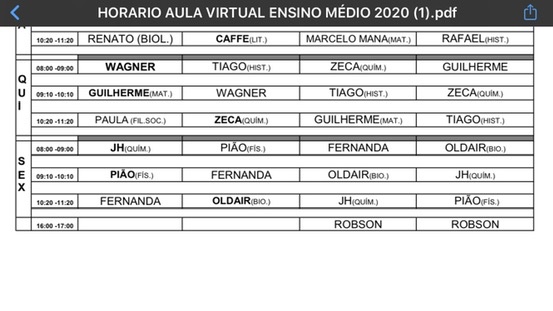 HORARIO AULA VIRTUAL ENSINO MÉDIO 2020 (1).pdf
10:20 -11:20 RENATO (BIOL.) CAFFE(LIT.) MARCELO MANA(MAT.) RAFAEL(HIST.)
QUI
08:00 -09:00 WAGNER TIAGO(HIST.) ZECA(QUÍM.) GUILHERME
09:10 -10:10 GUILHERME(MAT.) WAGNER TIAGO(HIST.) ZECA(QUÍM.)
10:20 -11:20 PAULA (FIL.SOC.) ZECA(QUÍM.) GUILHERME(MAT.) TIAGO(HIST.)
SEX
08:00 -09:00 JH(QUÍM.) PIÃO(FÍS.) FERNANDA OLDAIR(BIO.)
09:10 -10:10 PIÃO(FÍS.) FERNANDA OLDAIR(BIO.) JH(QUÍM.)
10:20 -11:20 FERNANDA OLDAIR(BIO.) JH(QUÍM.) PIÃO(FÍS.)
16:00 -17:00 ROBSON ROBSON